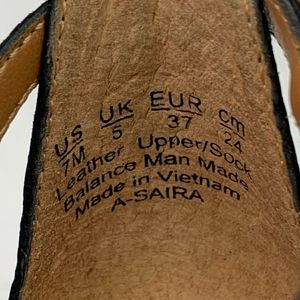 US UK EUR cm
7M 5 37 24
Leather Upper/Sock
Balance Man Made
Made in Vietnam
A-SAIRA